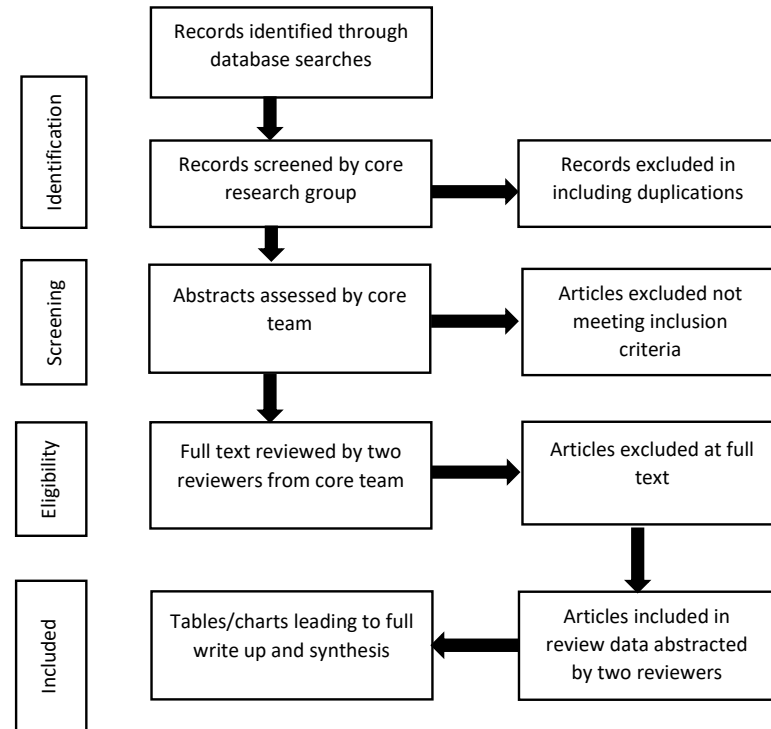 Records identified through
database searches
Identification
Records screened by core
research group
Records excluded in
including duplications
Screening
Abstracts assessed by core
team
Articles excluded not
meeting inclusion
criteria
Eligibility
Full text reviewed by two
reviewers from core team
Articles excluded at full
text
Included
Tables/charts leading to full
write up and synthesis
Articles included in
review data abstracted
by two reviewers